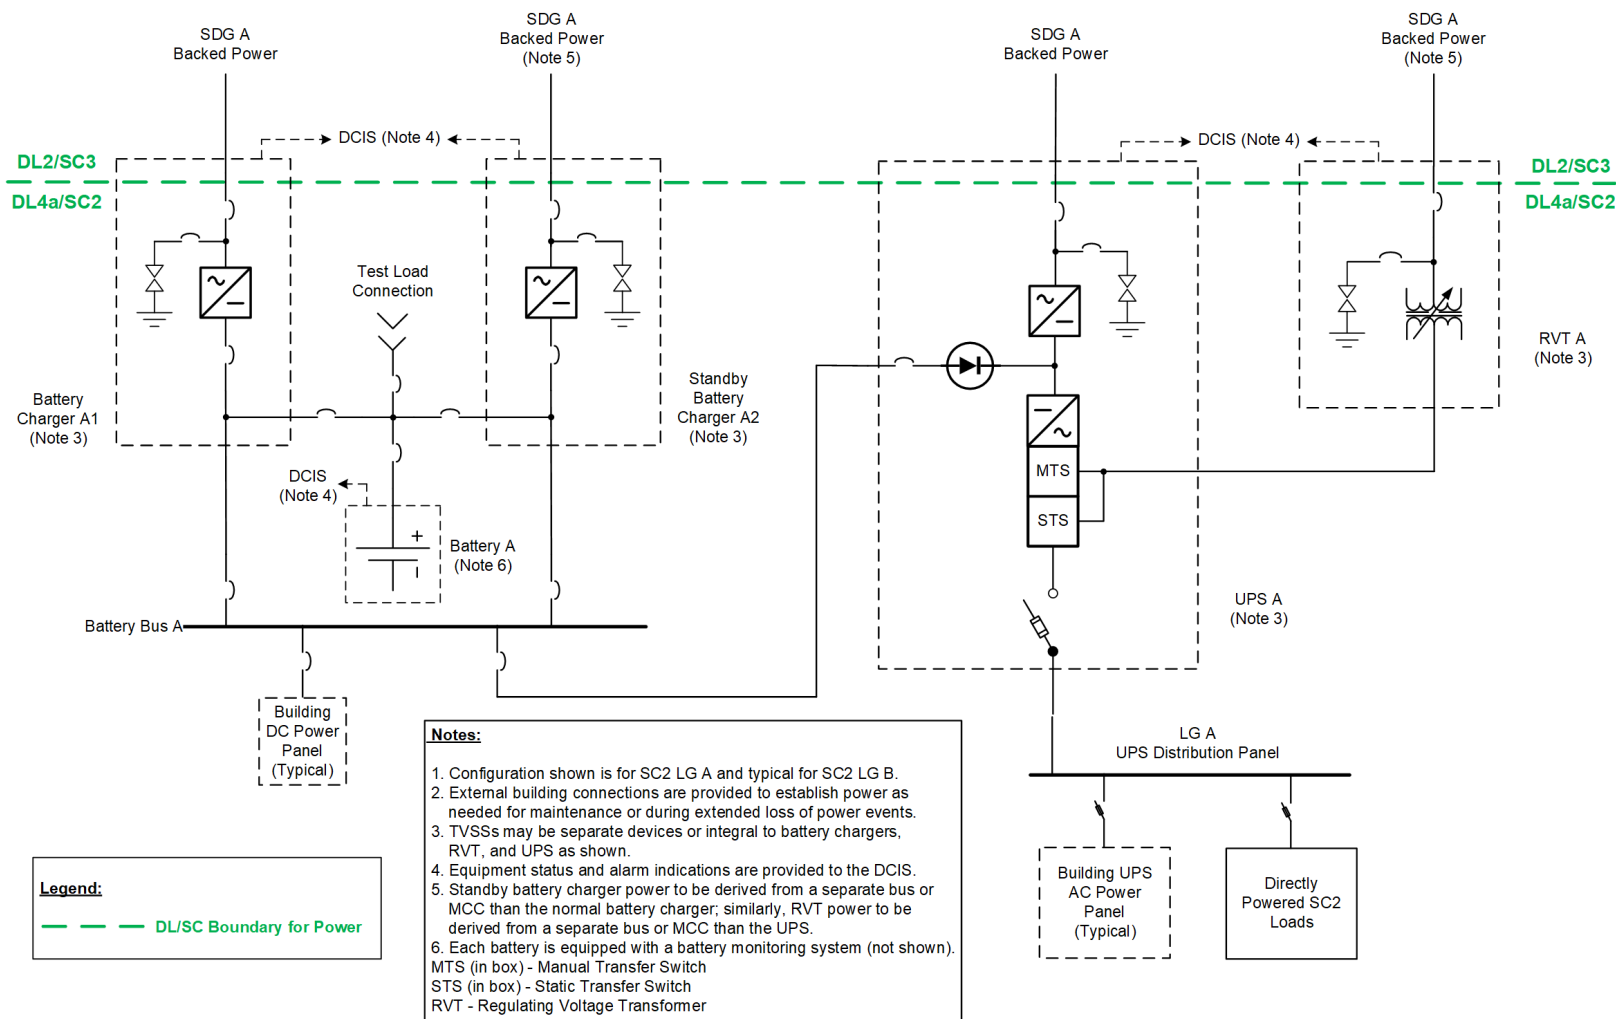 SDG A
Backed Power
SDG A
Backed Power
(Note 5)
SDG A
Backed Power
SDG A
Backed Power
(Note 5)
DCIS (Note 4)
DCIS (Note 4)
DL2/SC3
DL4a/SC2
DL2/SC3
DL4a/SC2
Test Load
Connection
Battery
Charger A1
(Note 3)
Standby
Battery
Charger A2
(Note 3)
RVT A
(Note 3)
MTS
STS
DCIS
(Note 4)
+
Battery A
(Note 6)
UPS A
(Note 3)
Battery Bus A
Building
DC Power
Panel
(Typical)
LG A
UPS Distribution Panel
Building UPS
AC Power
Panel
(Typical)
Directly
Powered SC2
Loads
Notes:
1. Configuration shown is for SC2 LG A and typical for SC2 LG B.
2. External building connections are provided to establish power as
needed for maintenance or during extended loss of power events.
3. TVSSs may be separate devices or integral to battery chargers,
RVT, and UPS as shown.
4. Equipment status and alarm indications are provided to the DCIS.
5. Standby battery charger power to be derived from a separate bus or
MCC than the normal battery charger; similarly, RVT power to be
derived from a separate bus or MCC than the UPS.
6. Each battery is equipped with a battery monitoring system (not shown).
MTS (in box) - Manual Transfer Switch
STS (in box) - Static Transfer Switch
RVT - Regulating Voltage Transformer
Legend:
DL/SC Boundary for Power